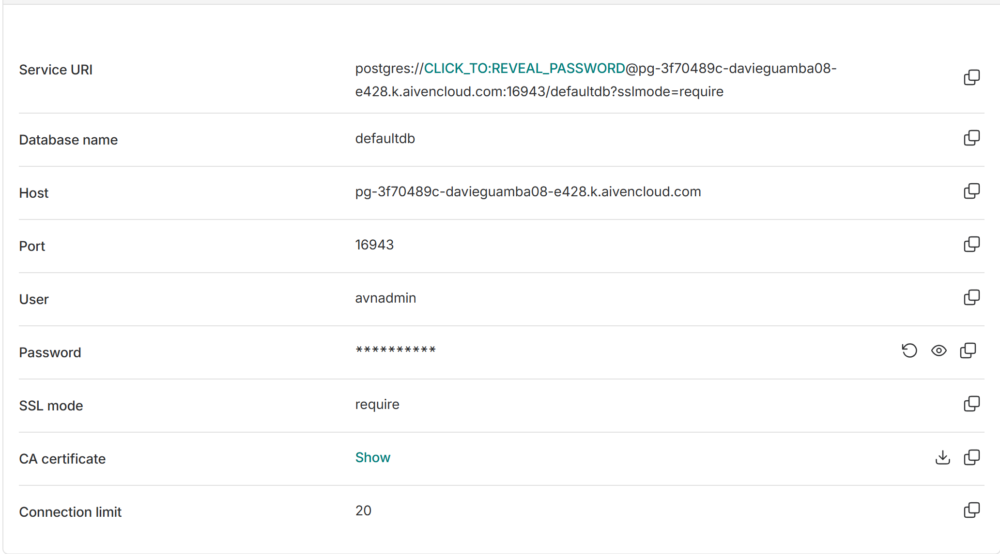 Service URI
postgres://CLICK_TO:REVEAL_PASSWORD@pg-3f70489c-davieguamba08-
e428.k.aivencloud.com:16943/defaultdb?sslmode=require
Database name
defaultdb
Host
pg-3f70489c-davieguamba08-e428.k.aivencloud.com
Port
16943
User
avnadmin
Password
**********
SSL mode
require
CA certificate
Show
Connection limit
20